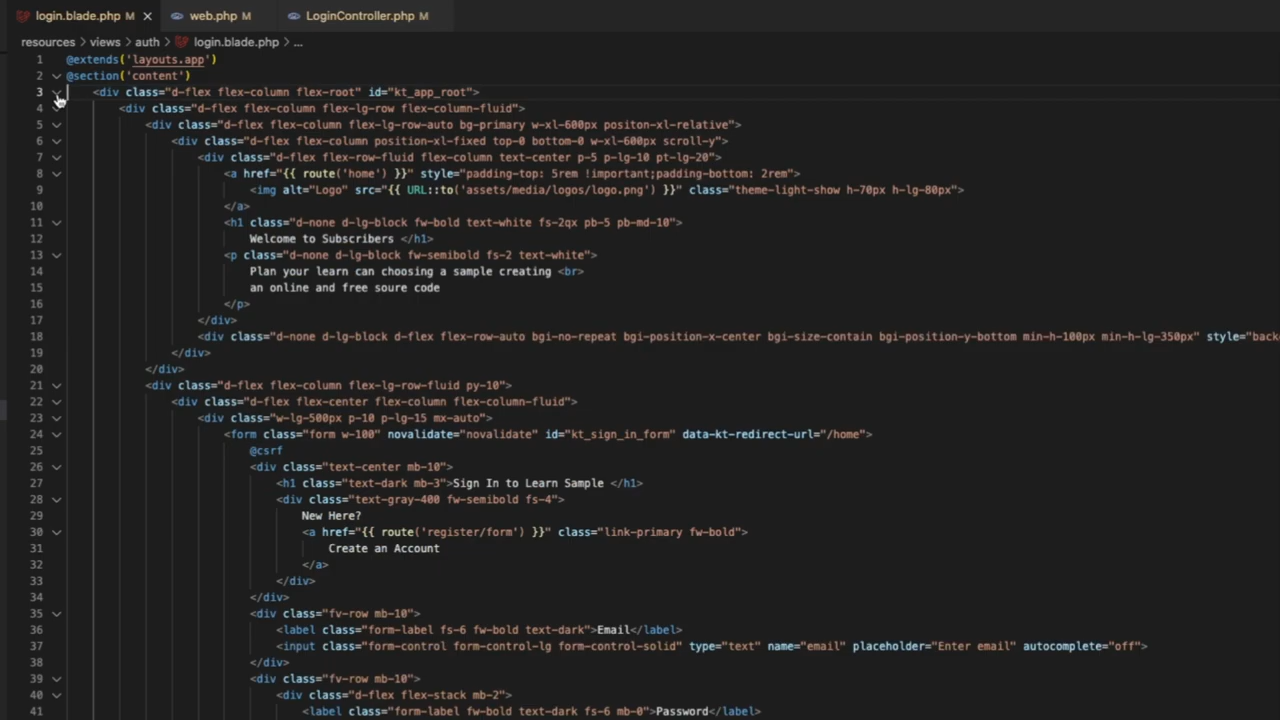 login.blade.php M × web.php M LoginController.php M
resources > views > auth > login.blade.php > ...
1 @extends('layouts.app')
2 @section('content')
3 <div class="d-flex flex-column flex-root" id="kt_app_root">
4 <div class="d-flex flex-column flex-lg-row flex-column-fluid">
5 <div class="d-flex flex-column flex-lg-row-auto bg-primary w-xl-600px positon-xl-relative">
6 <div class="d-flex flex-column position-xl-fixed top-0 bottom-0 w-xl-600px scroll-y">
7 <div class="d-flex flex-row-fluid flex-column text-center p-5 p-lg-10 pt-lg-20">
8 <a href="{{ route('home') }}" style="padding-top: 5rem !important;padding-bottom: 2rem">
9 <img alt="Logo" src="{{ URL::to('assets/media/logos/logo.png') }}" class="theme-light-show h-70px h-lg-80px">
10 </a>
11 <h1 class="d-none d-lg-block fw-bold text-white fs-2qx pb-5 pb-md-10">
12 Welcome to Subscribers </h1>
13 <p class="d-none d-lg-block fw-semibold fs-2 text-white">
14 Plan your learn can choosing a sample creating <br>
15 an online and free soure code
16 </p>
17 </div>
18 <div class="d-none d-lg-block d-flex flex-row-auto bgi-no-repeat bgi-position-x-center bgi-size-contain bgi-position-y-bottom min-h-100px min-h-lg-350px" style="back
19 </div>
20 </div>
21 <div class="d-flex flex-column flex-lg-row-fluid py-10">
22 <div class="d-flex flex-center flex-column flex-column-fluid">
23 <div class="w-lg-500px p-10 p-lg-15 mx-auto">
24 <form class="form w-100" novalidate="novalidate" id="kt_sign_in_form" data-kt-redirect-url="/home">
25 @csrf
26 <div class="text-center mb-10">
27 <h1 class="text-dark mb-3">Sign In to Learn Sample </h1>
28 <div class="text-gray-400 fw-semibold fs-4">
29 New Here?
30 <a href="{{ route('register/form') }}" class="link-primary fw-bold">
31 Create an Account
32 </a>
33 </div>
34 </div>
35 <div class="fv-row mb-10">
36 <label class="form-label fs-6 fw-bold text-dark">Email</label>
37 <input class="form-control form-control-lg form-control-solid" type="text" name="email" placeholder="Enter email" autocomplete="off">
38 </div>
39 <div class="fv-row mb-10">
40 <div class="d-flex flex-stack mb-2">
41 <label class="form-label fw-bold text-dark fs-6 mb-0">Password</label>